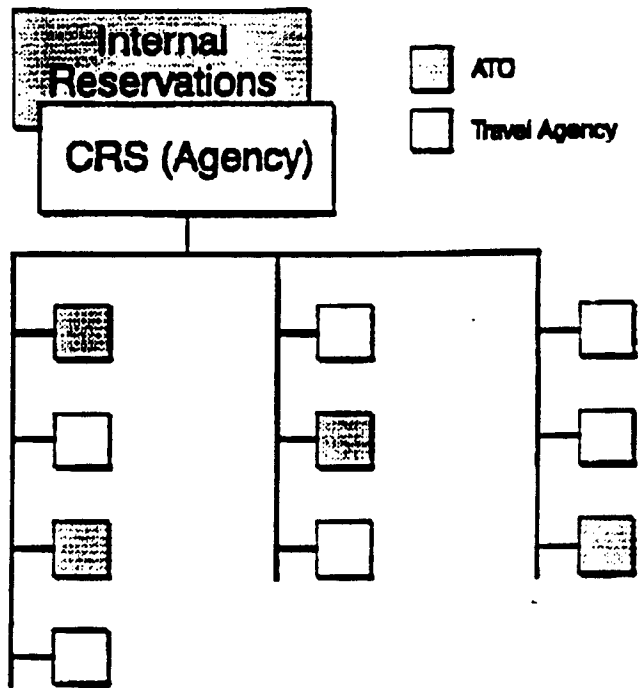 Internal
Reservations
CRS (Agency)
ATO
Travel Agency